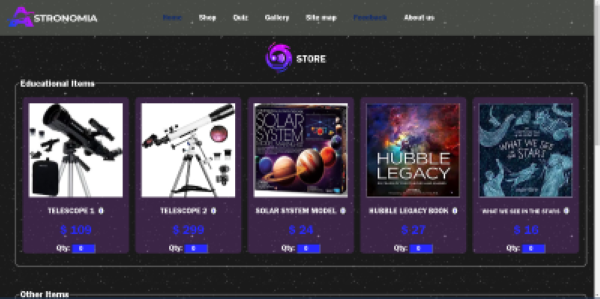 ASTRONOMIA
Home Shop Quiz Gallery Site map Feedback About us
STORE
Educational Items
SOLAR SYSTEM
HUBBLE LEGACY
WHAT WE SEE IN THE STARS
TELESCOPE 1 TELESCOPE 2 SOLAR SYSTEM MODEL HUBBLE LEGACY BOOK WHAT WE SEE IN THE STARS
$ 109 $ 299 $ 24 $ 27 $ 16
Qty: 0 Qty: 0 Qty: 0 Qty: 0 Qty: 0
Other Items